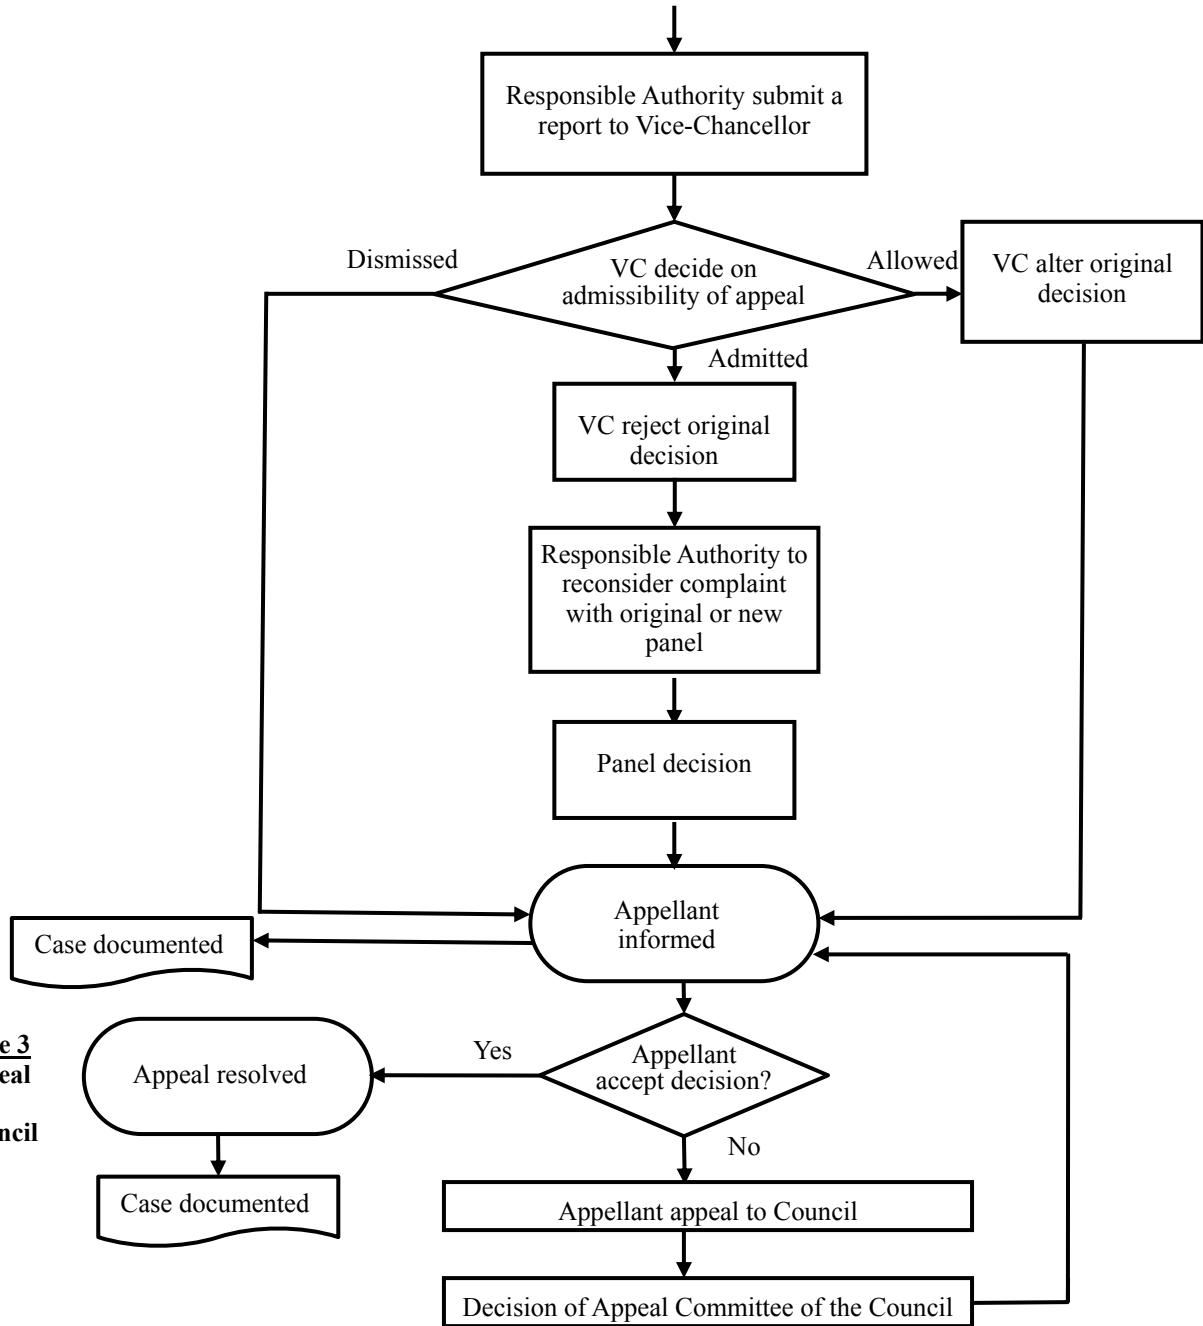 Responsible Authority submit a
report to Vice-Chancellor
Dismissed
VC decide on
admissibility of appeal
Allowed
VC alter original
decision
Admitted
VC reject original
decision
Responsible Authority to
reconsider complaint
with original or new
panel
Panel decision
Appellant
informed
Case documented
e 3
eal
ncil
Appeal resolved
Yes
Appellant
accept decision?
No
Case documented
Appellant appeal to Council
Decision of Appeal Committee of the Council